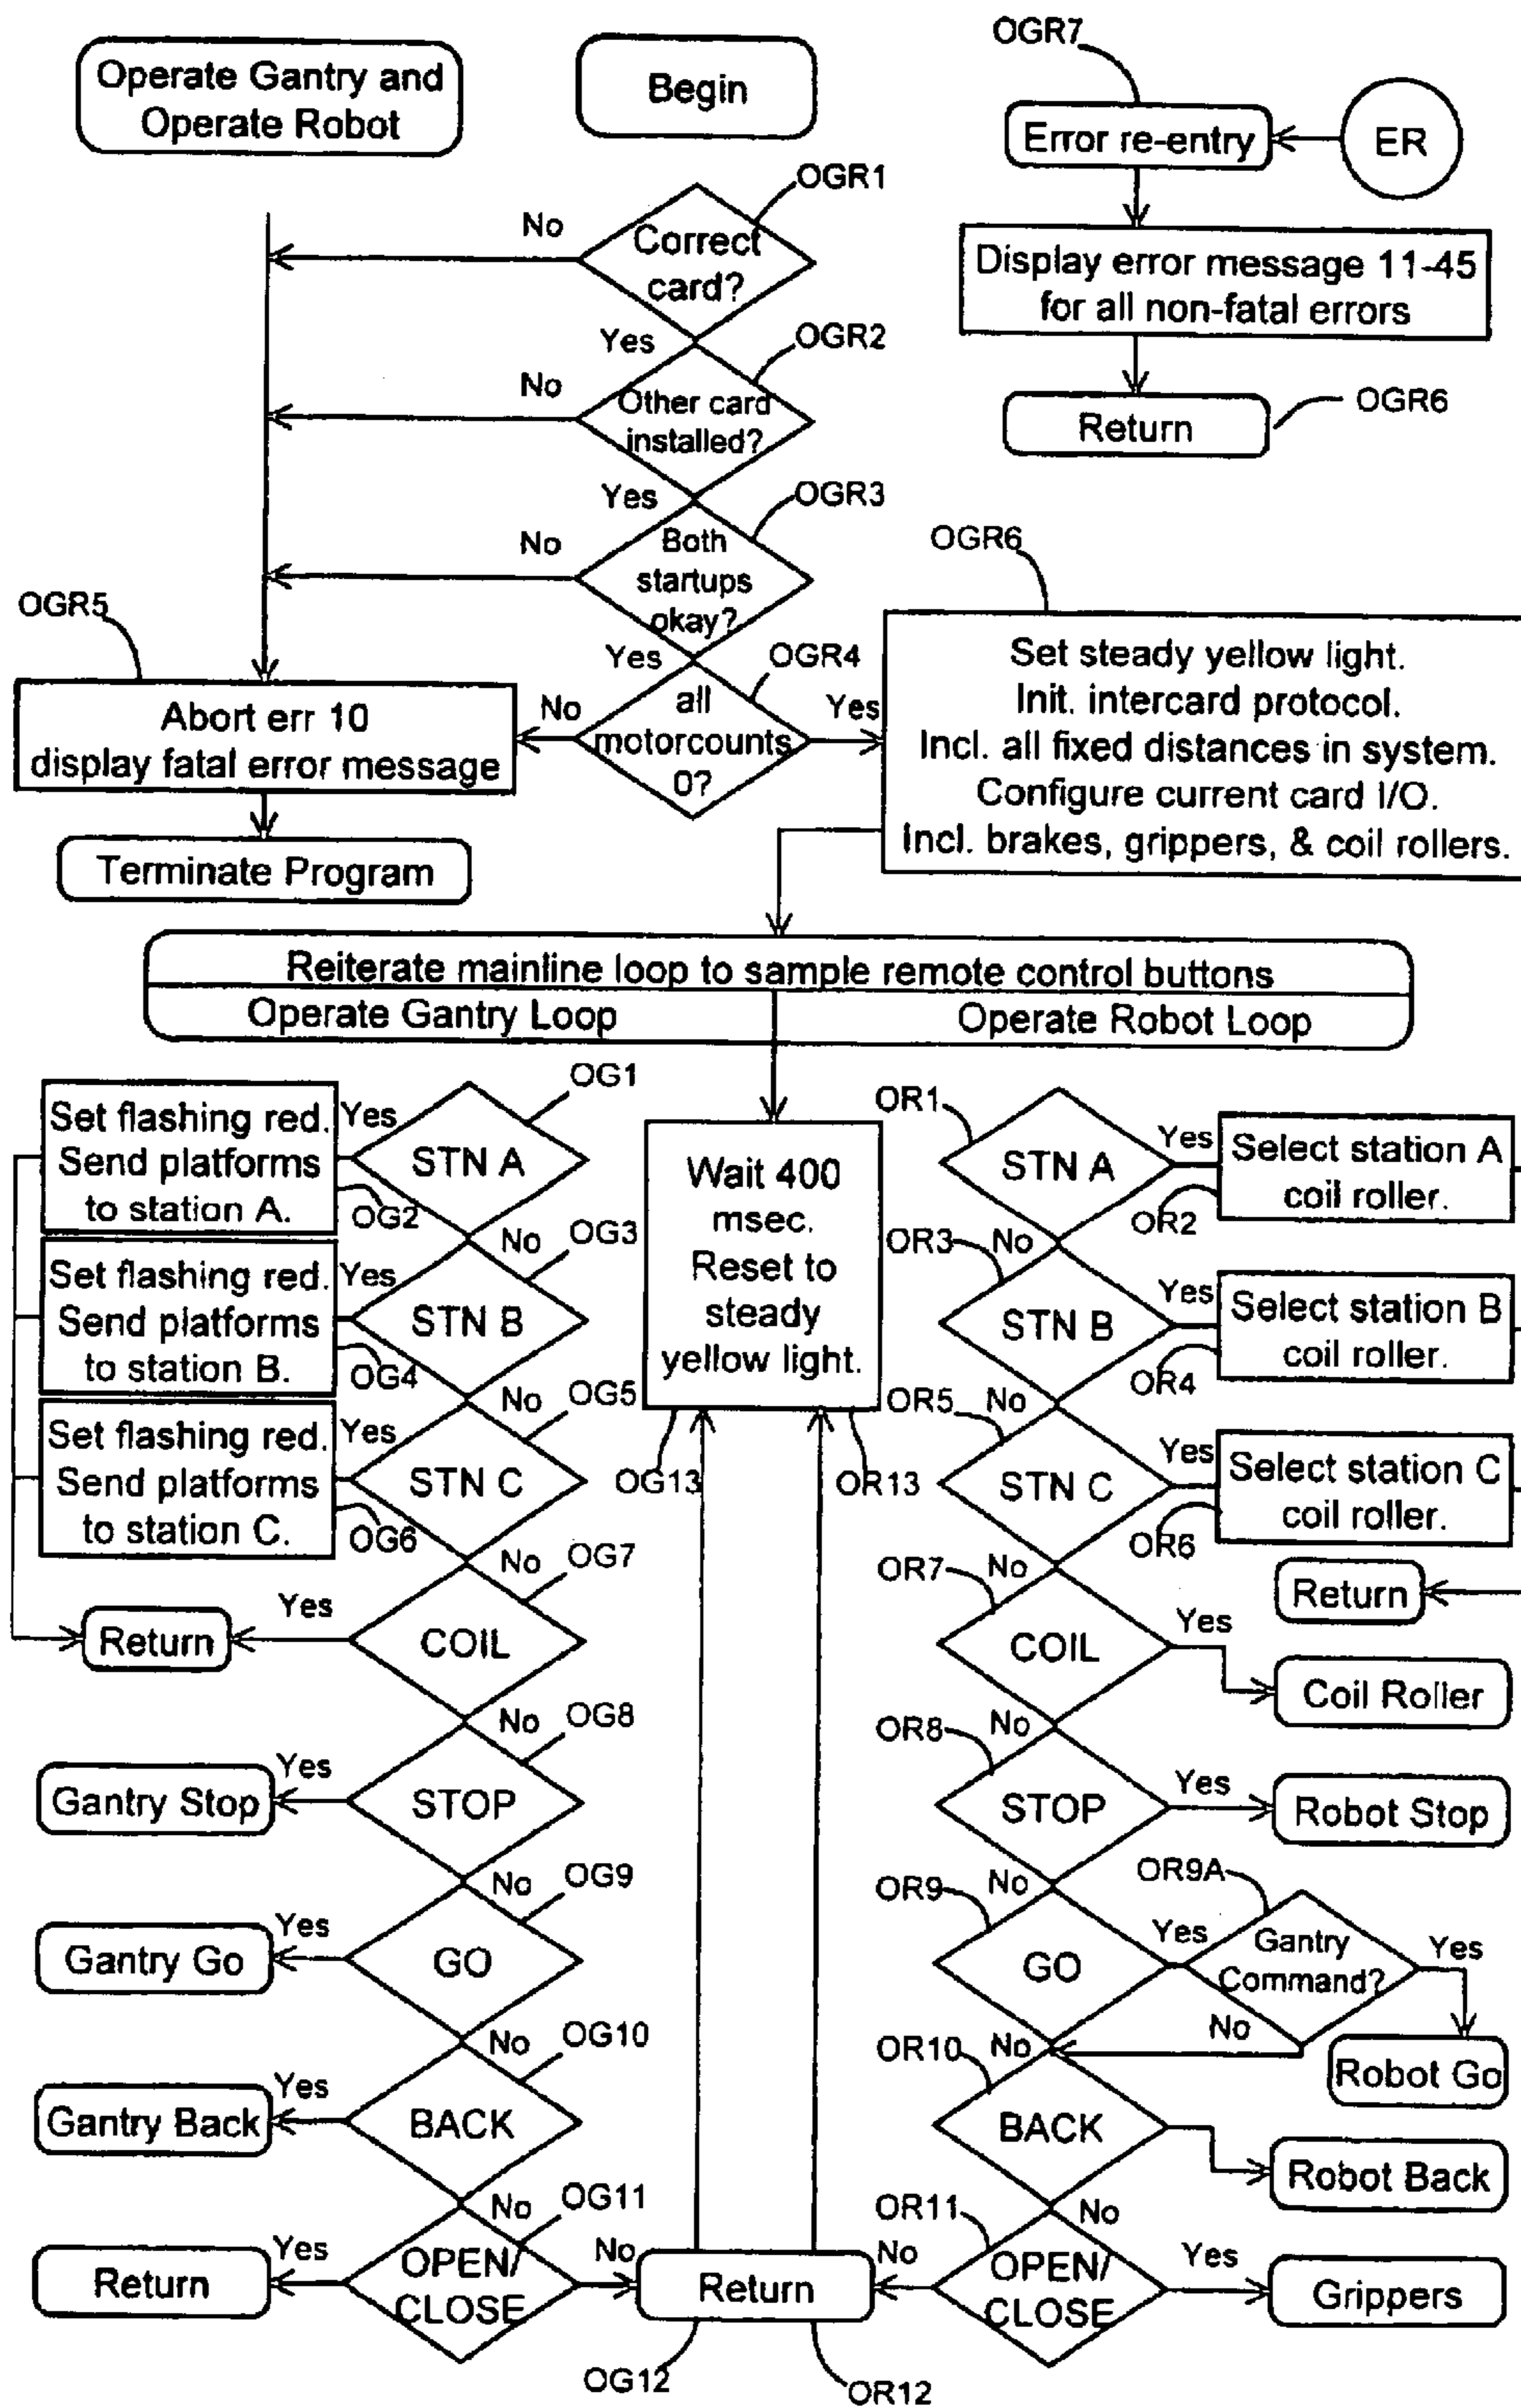 Operate Gantry and
Operate Robot
Begin
OGR7
Error re-entry
ER
Display error message 11-45
for all non-fatal errors
Return
OGR6
OGR1
Correct
card?
No
Yes
OGR2
Other card
installed?
No
Yes
OGR3
Both
startups
okay?
No
Yes
OGR4
all
motorcounts
0?
No
Yes
OGR5
Abort err 10
display fatal error message
Terminate Program
OGR6
Set steady yellow light.
Init. intercard protocol.
Incl. all fixed distances in system.
Configure current card I/O.
Incl. brakes, grippers, & coil rollers.
Reiterate mainline loop to sample remote control buttons
Operate Gantry Loop
Operate Robot Loop
OG1
STN A
Yes
Set flashing red.
Send platforms
to station A.
OG2
No
OG3
STN B
Yes
Set flashing red.
Send platforms
to station B.
OG4
No
OG5
STN C
Yes
Set flashing red.
Send platforms
to station C.
OG6
No
OG7
COIL
Yes
Return
No
OG8
STOP
Yes
Gantry Stop
No
OG9
GO
Yes
Gantry Go
No
OG10
BACK
Yes
Gantry Back
No
OG11
OPEN/
CLOSE
Yes
Return
No
Wait 400
msec.
Reset to
steady
yellow light.
OG13
OR13
Return
OG12
OR12
OR1
STN A
Yes
Select station A
coil roller.
OR2
No
OR3
STN B
Yes
Select station B
coil roller.
OR4
No
OR5
STN C
Yes
Select station C
coil roller.
OR6
Return
No
OR7
COIL
Yes
Coil Roller
No
OR8
STOP
Yes
Robot Stop
No
OR9
GO
Yes
OR9A
Gantry
Command?
Yes
Robot Go
No
No
OR10
BACK
Robot Back
No
OR11
OPEN/
CLOSE
Yes
Grippers
No